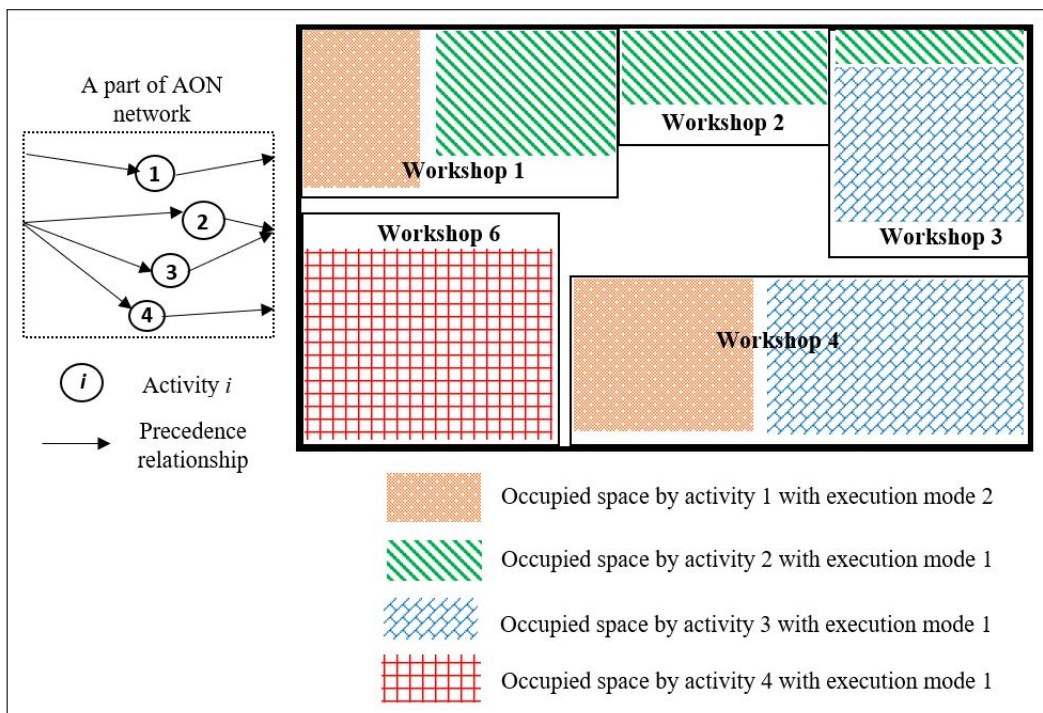 A part of AON
network
1
2
3
4
i
Activity i
Precedence
relationship
Workshop 1
Workshop 2
Workshop 3
Workshop 6
Workshop 4
Occupied space by activity 1 with execution mode 2
Occupied space by activity 2 with execution mode 1
Occupied space by activity 3 with execution mode 1
Occupied space by activity 4 with execution mode 1